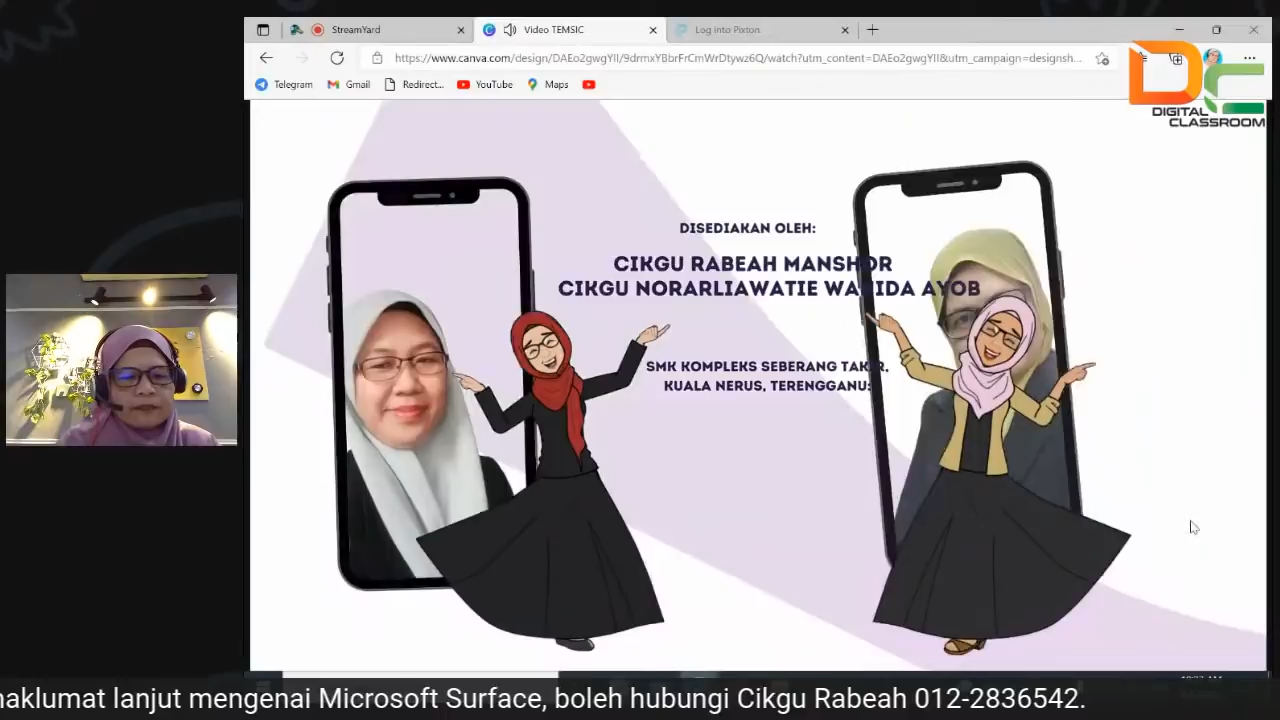 StreamYard
Video TEMSIC
Log into Pixton
https://www.canva.com/design/DAEo2gwgYlI/9drmxYBbrFrCmWrDtywz6Q/watch?utm_content=DAEo2gwgYlI&utm_campaign=designsh...
Telegram
Gmail
Redirect...
YouTube
Maps
DIGITAL
CLASSROOM
DISEDIAKAN OLEH:
CIKGU RABEAH MANSHOR
CIKGU NORARLIAWATIE WAHIDA AYOB
SMK KOMPLEKS SEBERANG TAKIR,
KUALA NERUS, TERENGGANU:
maklumat lanjut mengenai Microsoft Surface, boleh hubungi Cikgu Rabeah 012-2836542.